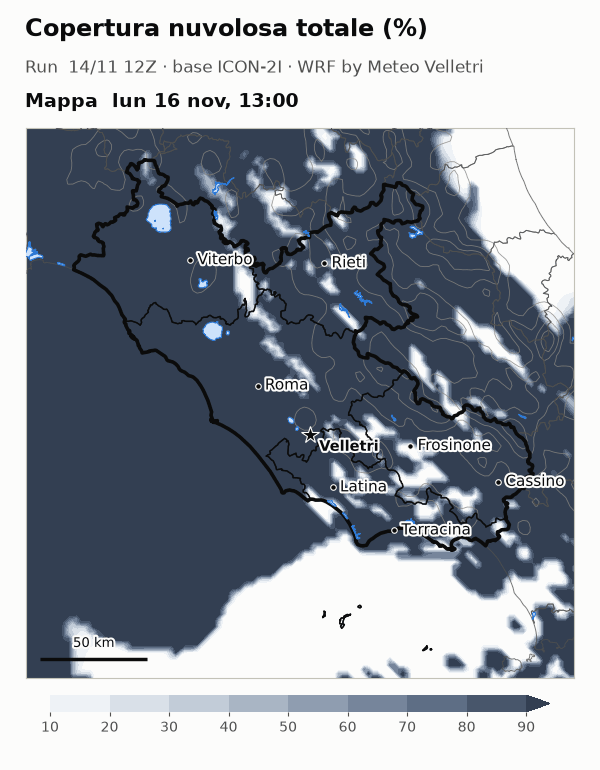 Copertura nuvolosa totale (%)
Run  14/11 12Z · base ICON-2I · WRF by Meteo Velletri
Mappa  lun 16 nov, 13:00
Viterbo
Rieti
Roma
Velletri
Frosinone
Cassino
Latina
Terracina
50 km
10 20 30 40 50 60 70 80 90